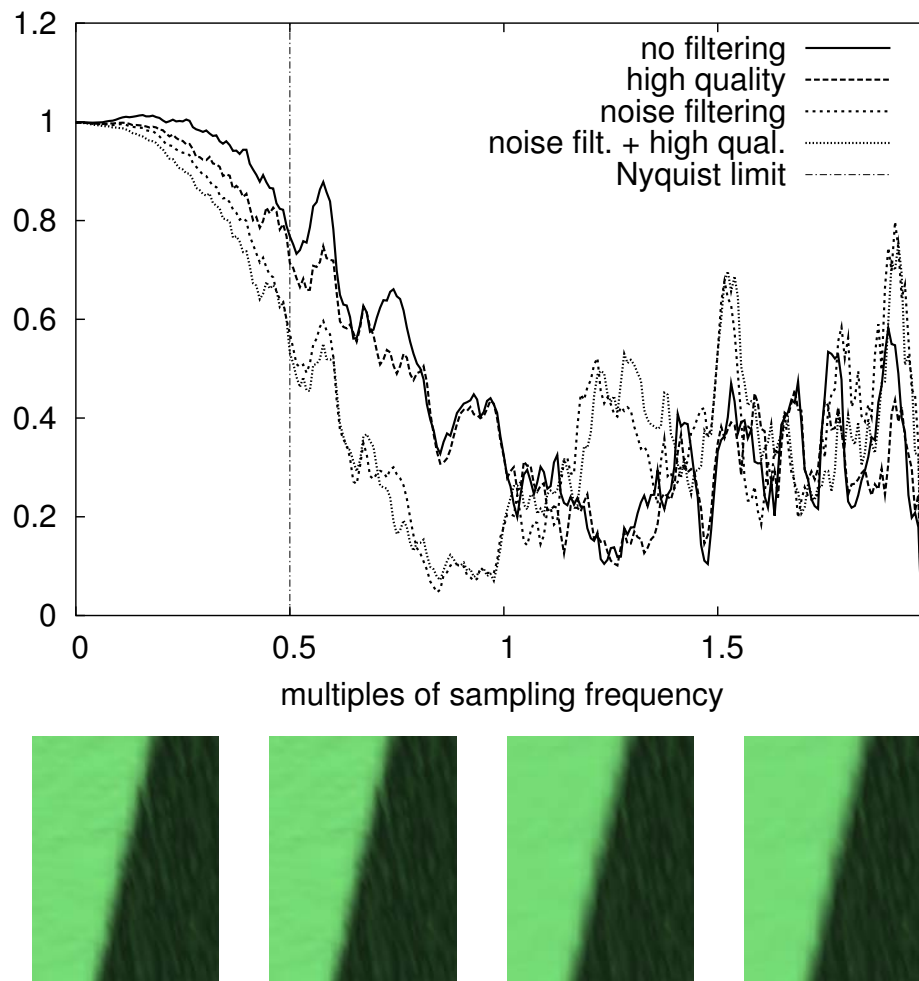 1.2
1
0.8
0.6
0.4
0.2
0
no filtering
high quality
noise filtering
noise filt. + high qual.
Nyquist limit
0 0.5 1 1.5
multiples of sampling frequency